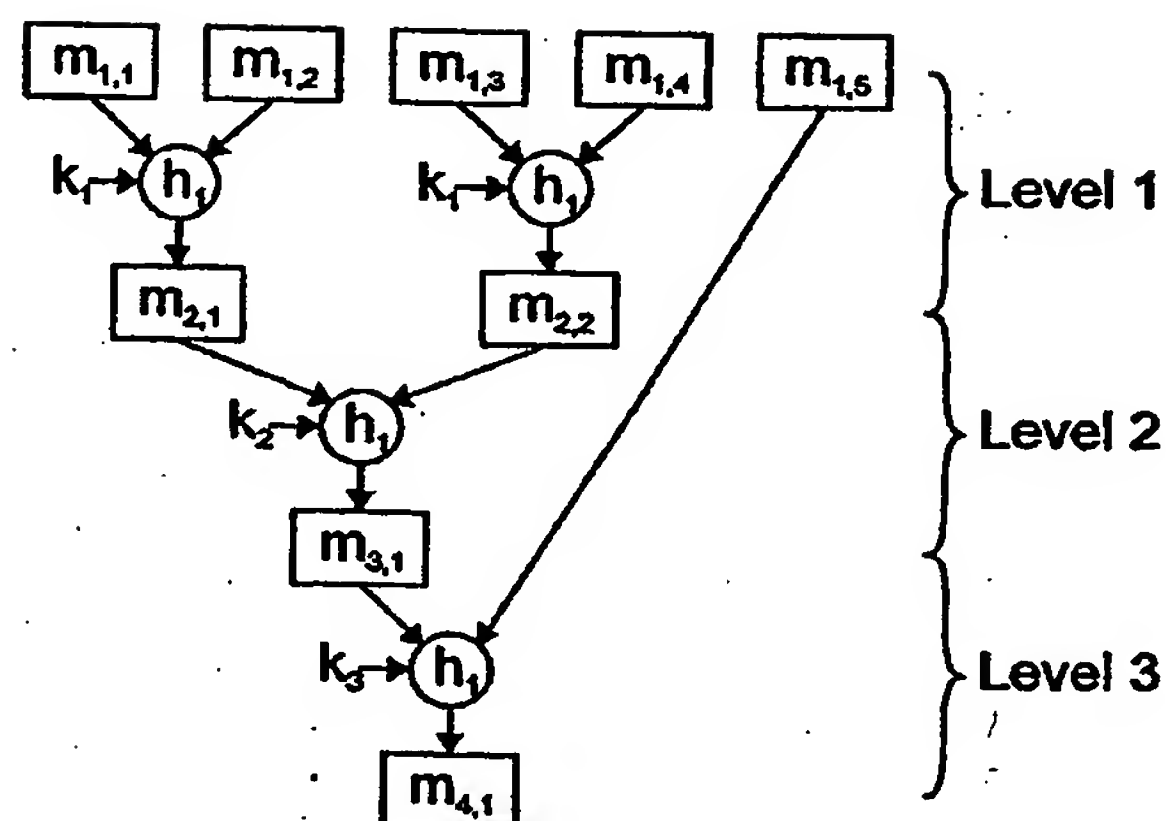 m1,1 m1,2 m1,3 m1,4 m1,5
k1 h1 k1 h1 Level 1
m2,1 m2,2
k2 h1 Level 2
m3,1
k3 h1 Level 3
m4,1